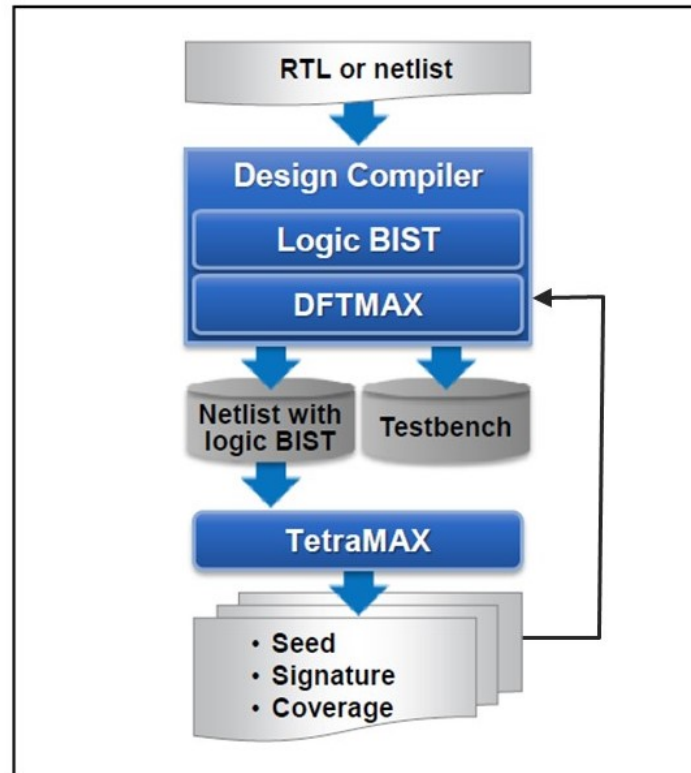 RTL or netlist
Design Compiler
Logic BIST
DFTMAX
Netlist with
logic BIST
Testbench
TetraMAX
• Seed
• Signature
• Coverage